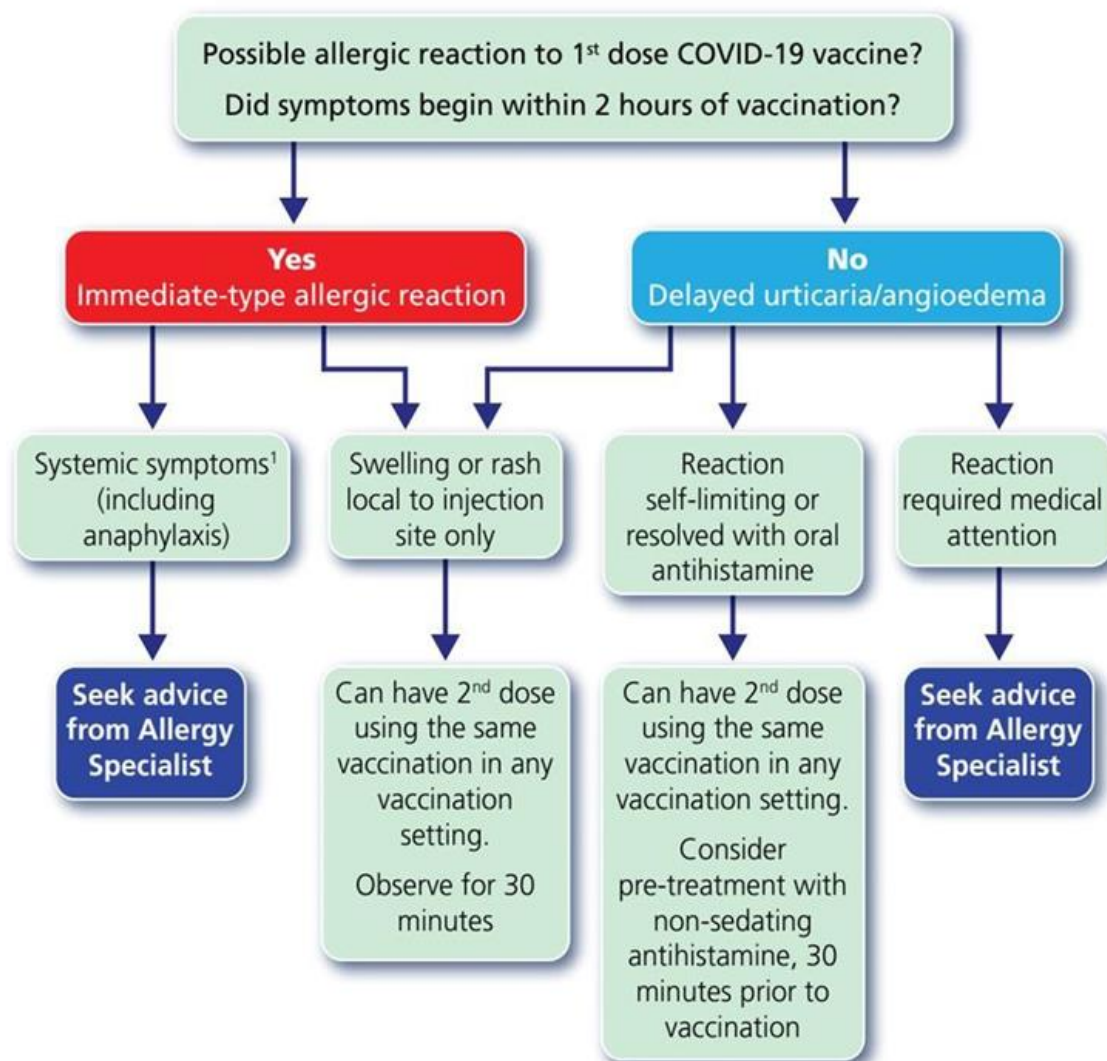 Possible allergic reaction to 1st dose COVID-19 vaccine?
Did symptoms begin within 2 hours of vaccination?
Yes
Immediate-type allergic reaction
No
Delayed urticaria/angioedema
Systemic symptoms¹
(including
anaphylaxis)
Swelling or rash
local to injection
site only
Reaction
self-limiting or
resolved with oral
antihistamine
Reaction
required medical
attention
Seek advice
from Allergy
Specialist
Can have 2nd dose
using the same
vaccination in any
vaccination
setting.
Observe for 30
minutes
Can have 2nd dose
using the same
vaccination in any
vaccination setting.
Consider
pre-treatment with
non-sedating
antihistamine, 30
minutes prior to
vaccination
Seek advice
from Allergy
Specialist